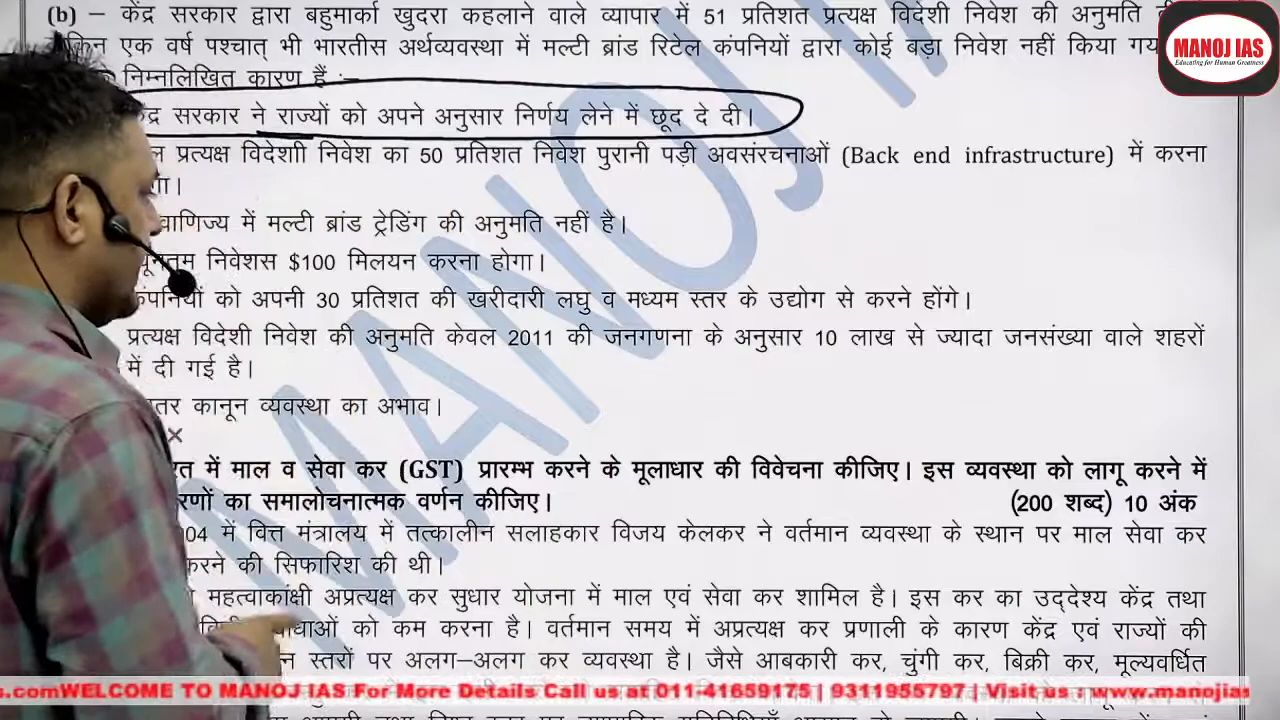 (b) – केंद्र सरकार द्वारा बहुमार्का खुदरा कहलाने वाले व्यापार में 51 प्रतिशत प्रत्यक्ष विदेशी निवेश की अनुमति
एक वर्ष पश्चात् भी भारतीस अर्थव्यवस्था में मल्टी ब्रांड रिटेल कंपनियों द्वारा कोई बड़ा निवेश नहीं किया
निम्नलिखित कारण हैं :–
सरकार ने राज्यों को अपने अनुसार निर्णय लेने में छूद दे दी।
प्रत्यक्ष विदेशाी निवेश का 50 प्रतिशत निवेश पुरानी पड़ी अवसंरचनाओं (Back end infrastructure) में करना
वाणिज्य में मल्टी ब्रांड ट्रेडिंग की अनुमति नहीं है।
निवेशस $100 मिलयन करना होगा।
कंपनियों को अपनी 30 प्रतिशत की खरीदारी लघु व मध्यम स्तर के उद्योग से करने होंगे।
प्रत्यक्ष विदेशी निवेश की अनुमति केवल 2011 की जनगणना के अनुसार 10 लाख से ज्यादा जनसंख्या वाले शहरों
में दी गई है।
कानून व्यवस्था का अभाव।
में माल व सेवा कर (GST) प्रारम्भ करने के मूलाधार की विवेचना कीजिए। इस व्यवस्था को लागू करने में
का समालोचनात्मक वर्णन कीजिए। (200 शब्द) 10 अंक
में वित्त मंत्रालय में तत्कालीन सलाहकार विजय केलकर ने वर्तमान व्यवस्था के स्थान पर माल सेवा कर
करने की सिफारिश की थी।
महत्वाकांक्षी अप्रत्यक्ष कर सुधार योजना में माल एवं सेवा कर शामिल है। इस कर का उद्देश्य केंद्र तथा
को कम करना है। वर्तमान समय में अप्रत्यक्ष कर प्रणाली के कारण केंद्र एवं राज्यों की
स्तरों पर अलग–अलग कर व्यवस्था है। जैसे आबकारी कर, चुंगी कर, बिक्री कर, मूल्यवर्धित
WELCOME TO MANOJ IAS For More Details Call us at 011-41659175 | 9311955797 | Visit us : www.manojias
MANOJ IAS
Educating for Human Greatness
MANOJ